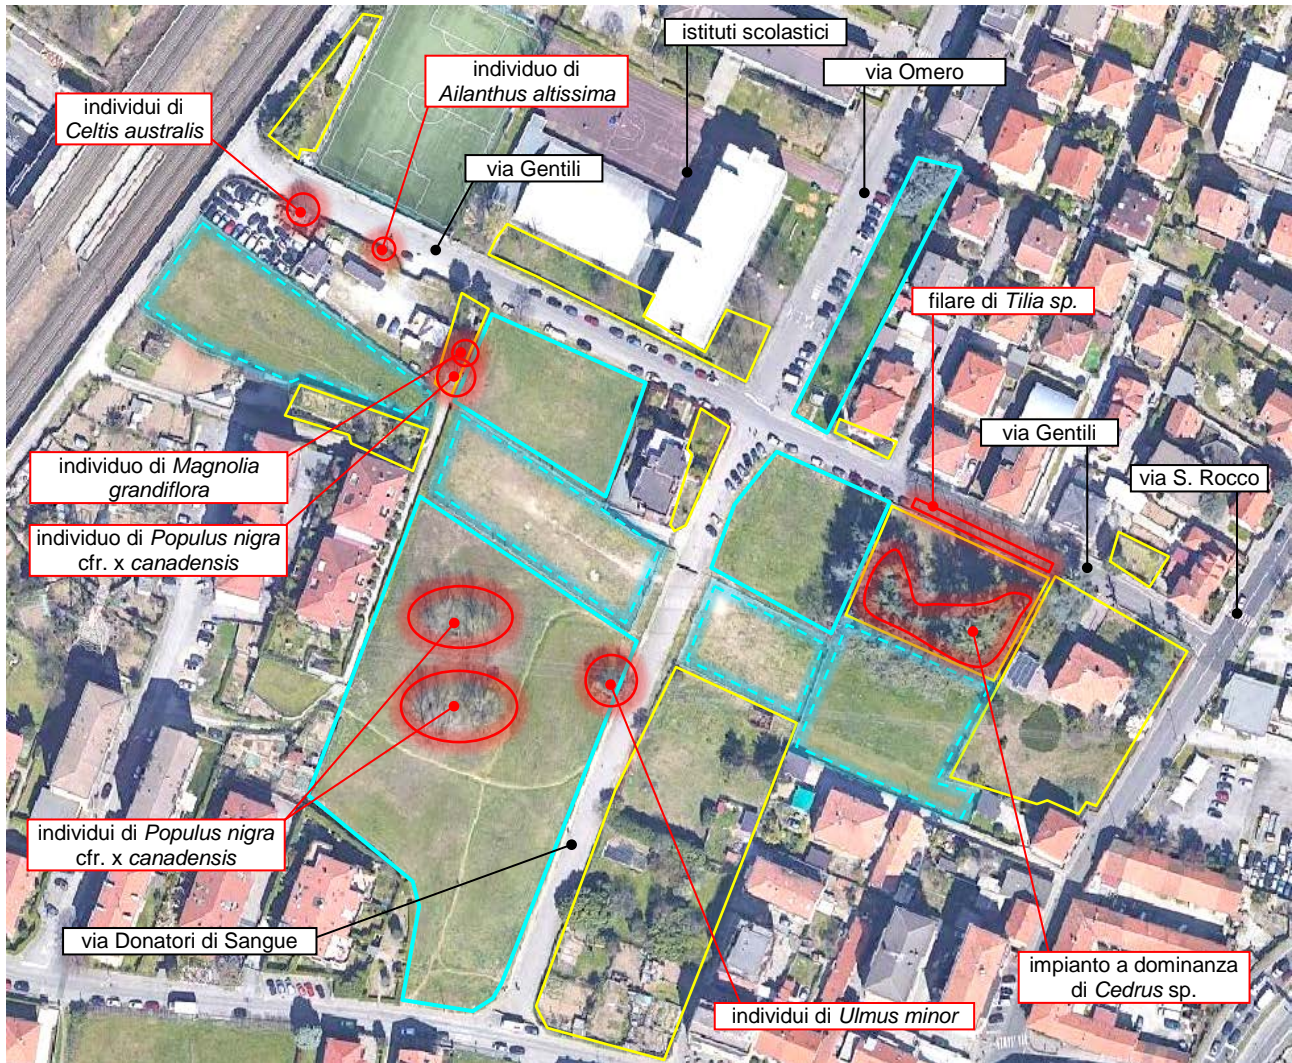 istituti scolastici
individuo di
Ailanthus altissima
via Omero
individui di
Celtis australis
via Gentili
filare di Tilia sp.
via Gentili
individuo di Magnolia
grandiflora
via S. Rocco
individuo di Populus nigra
cfr. x canadensis
individui di Populus nigra
cfr. x canadensis
via Donatori di Sangue
impianto a dominanza
di Cedrus sp.
individui di Ulmus minor